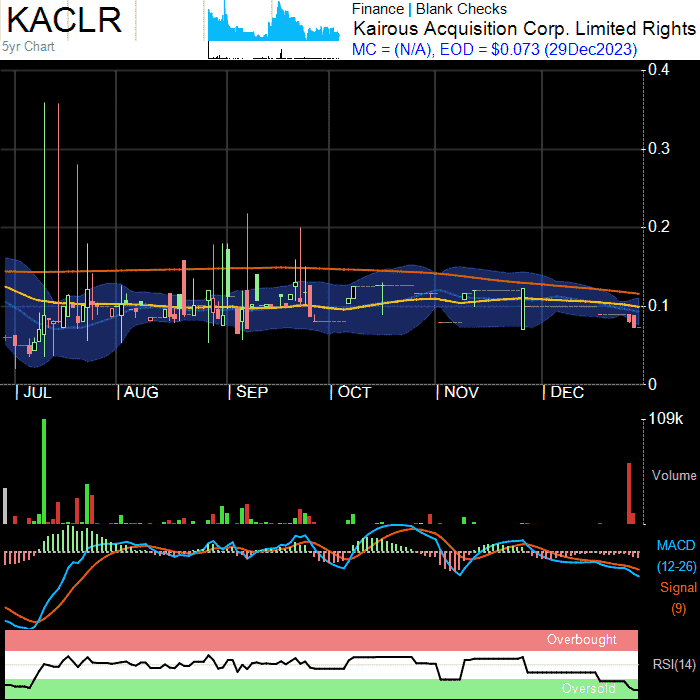 KACLR
5yr Chart
Finance | Blank Checks
Kairous Acquisition Corp. Limited Rights
MC = (N/A), EOD = $0.073 (29Dec2023)
0.4
0.3
0.2
0.1
0
JUL AUG SEP OCT NOV DEC
109k
Volume
MACD
(12-26)
Signal
(9)
Overbought
RSI(14)
Oversold